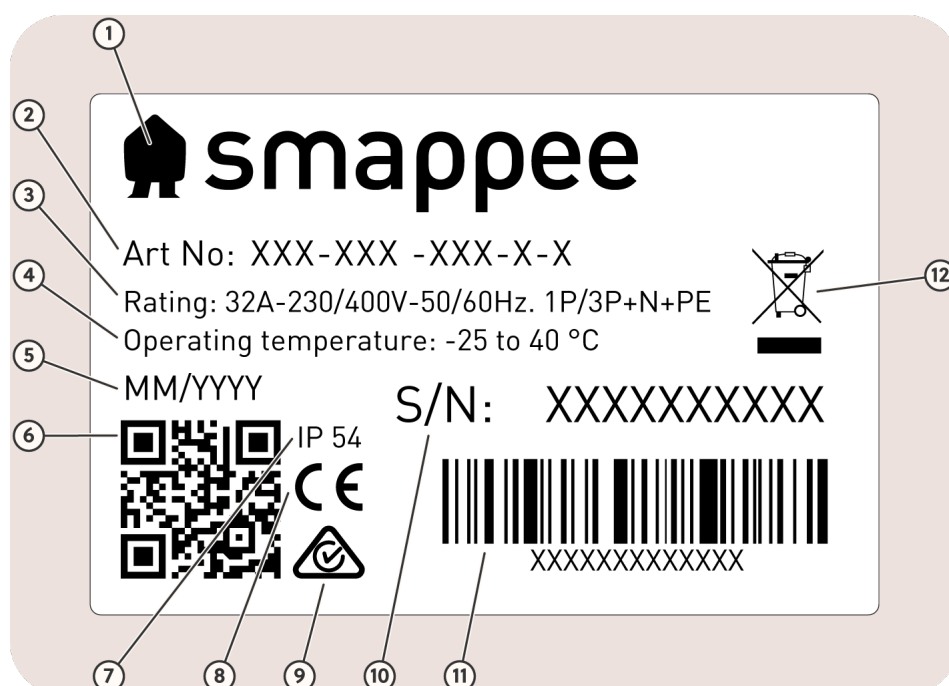 1
2
smappee
3
Art No: XXX-XXX -XXX-X-X
4
Rating: 32A-230/400V-50/60Hz. 1P/3P+N+PE
12
Operating temperature: -25 to 40 °C
5
MM/YYYY
S/N: XXXXXXXXXX
6
IP 54
CE
XXXXXXXXXXXXX
7
8
9
10
11